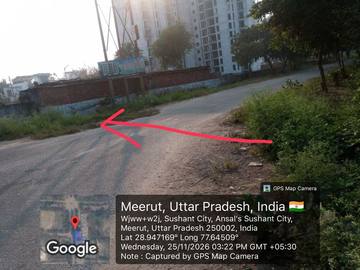 GPS Map Camera
Meerut, Uttar Pradesh, India
Wjww+w2j, Sushant City, Ansal's Sushant City,
Meerut, Uttar Pradesh 250002, India
Lat 28.947169° Long 77.64509°
Wednesday, 25/11/2026 03:22 PM GMT +05:30
Note : Captured by GPS Map Camera
Google